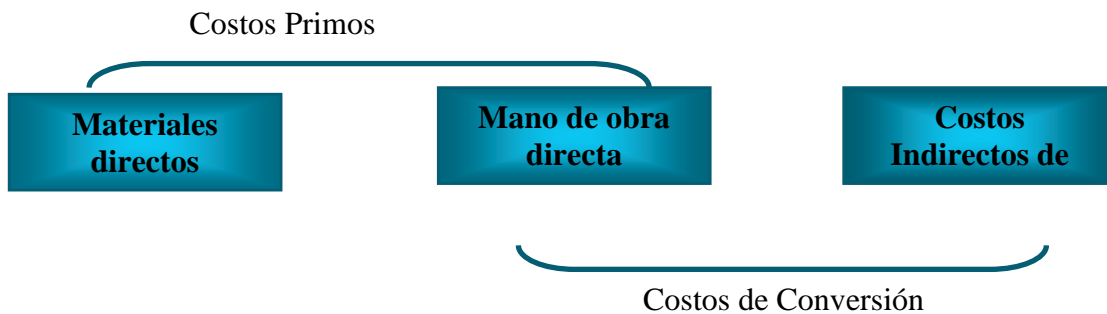 Costos Primos
Materiales
directos
Mano de obra
directa
Costos
Indirectos de
Costos de Conversión